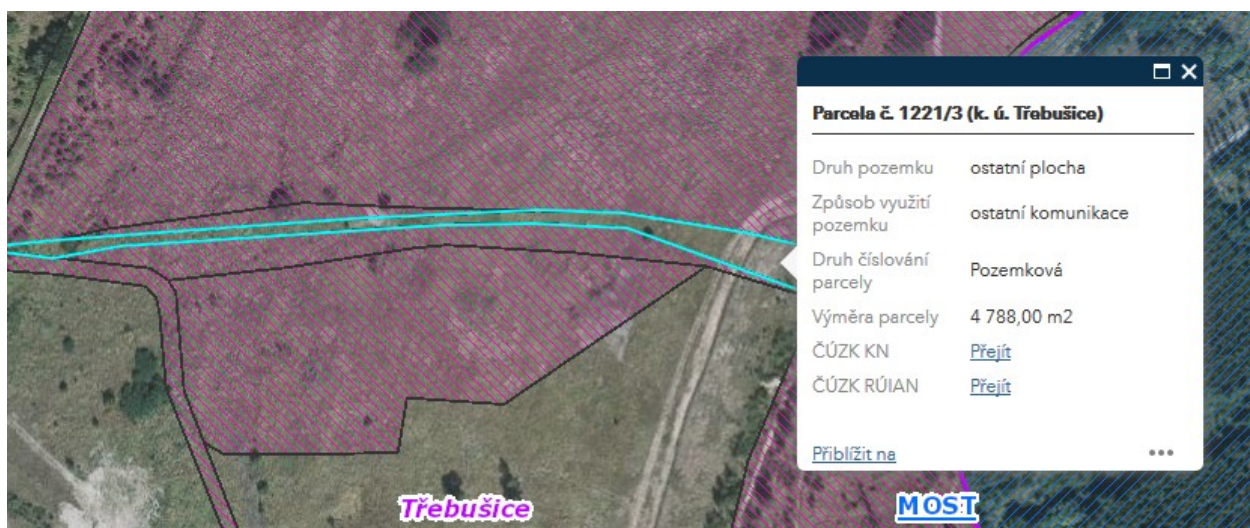 Parcela č. 1221/3 (k. ú. Třebušice)
Druh pozemku ostatní plocha
Způsob využití pozemku ostatní komunikace
Druh číslování parcely Pozemková
Výměra parcely 4 788,00 m2
ČÚZK KN Přejít
ČÚZK RÚIAN Přejít
Přiblížit na
Třebušice
MOST